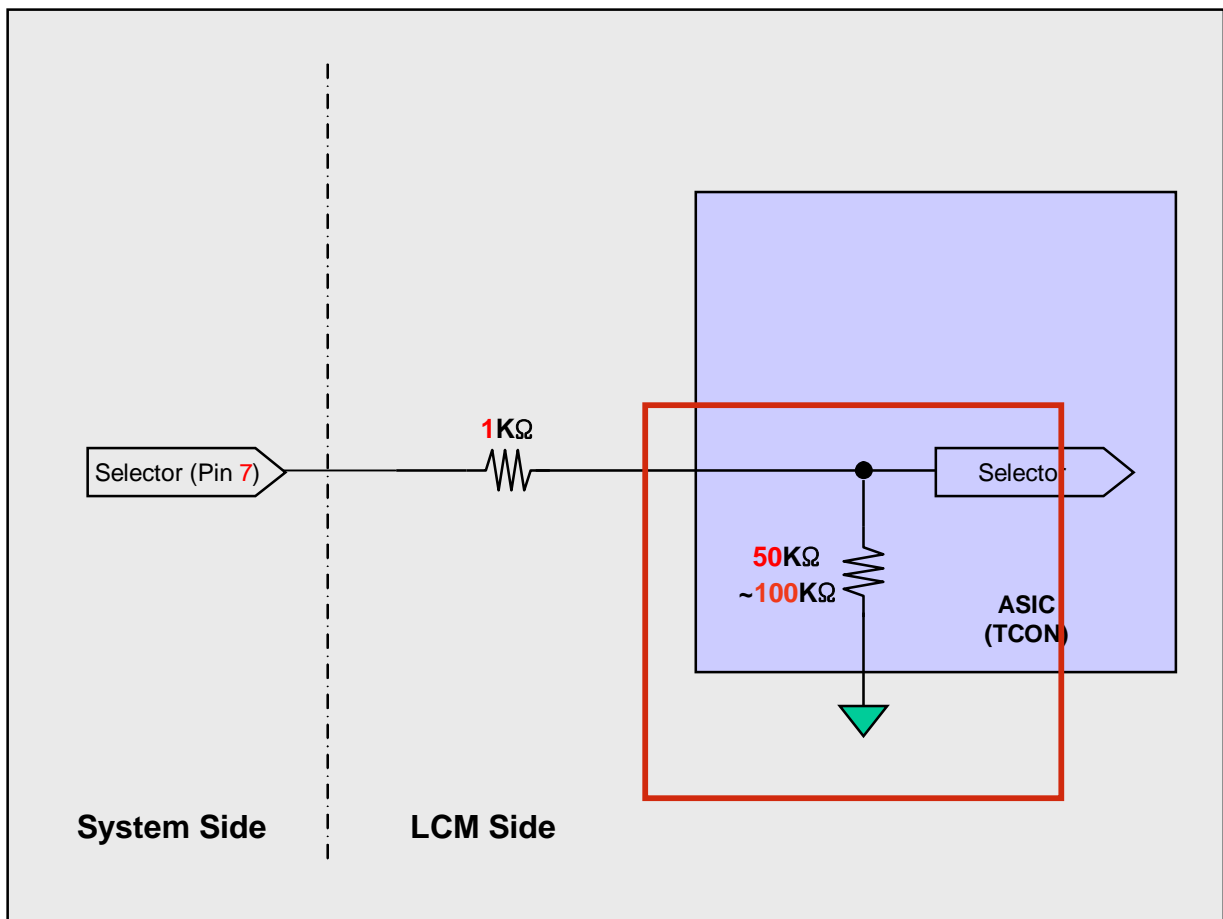 1KΩ
Selector (Pin 7)
Selector
50KΩ
~100KΩ
ASIC
(TCON)
System Side
LCM Side